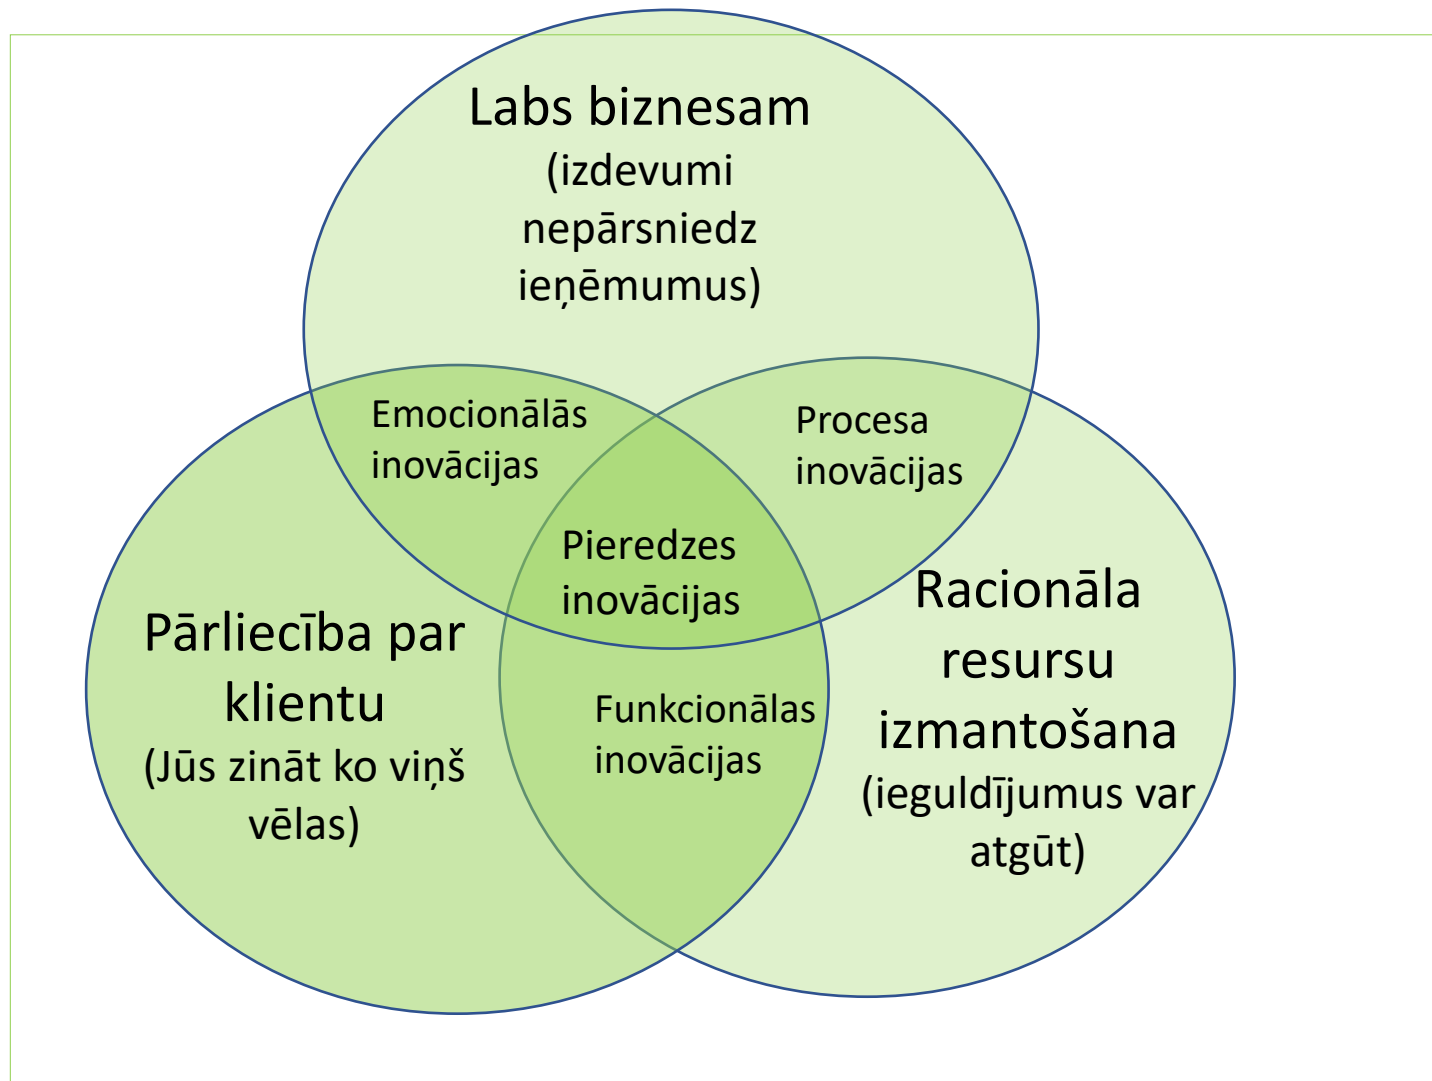 Labs biznesam
(izdevumi
nepārsniedz
ieņēmumus)
Emocionālās
inovācijas
Procesa
inovācijas
Pieredzes
inovācijas
Pārliecība par
klientu
(Jūs zināt ko viņš
vēlas)
Funkcionālas
inovācijas
Racionāla
resursu
izmantošana
(ieguldījumus var
atgūt)